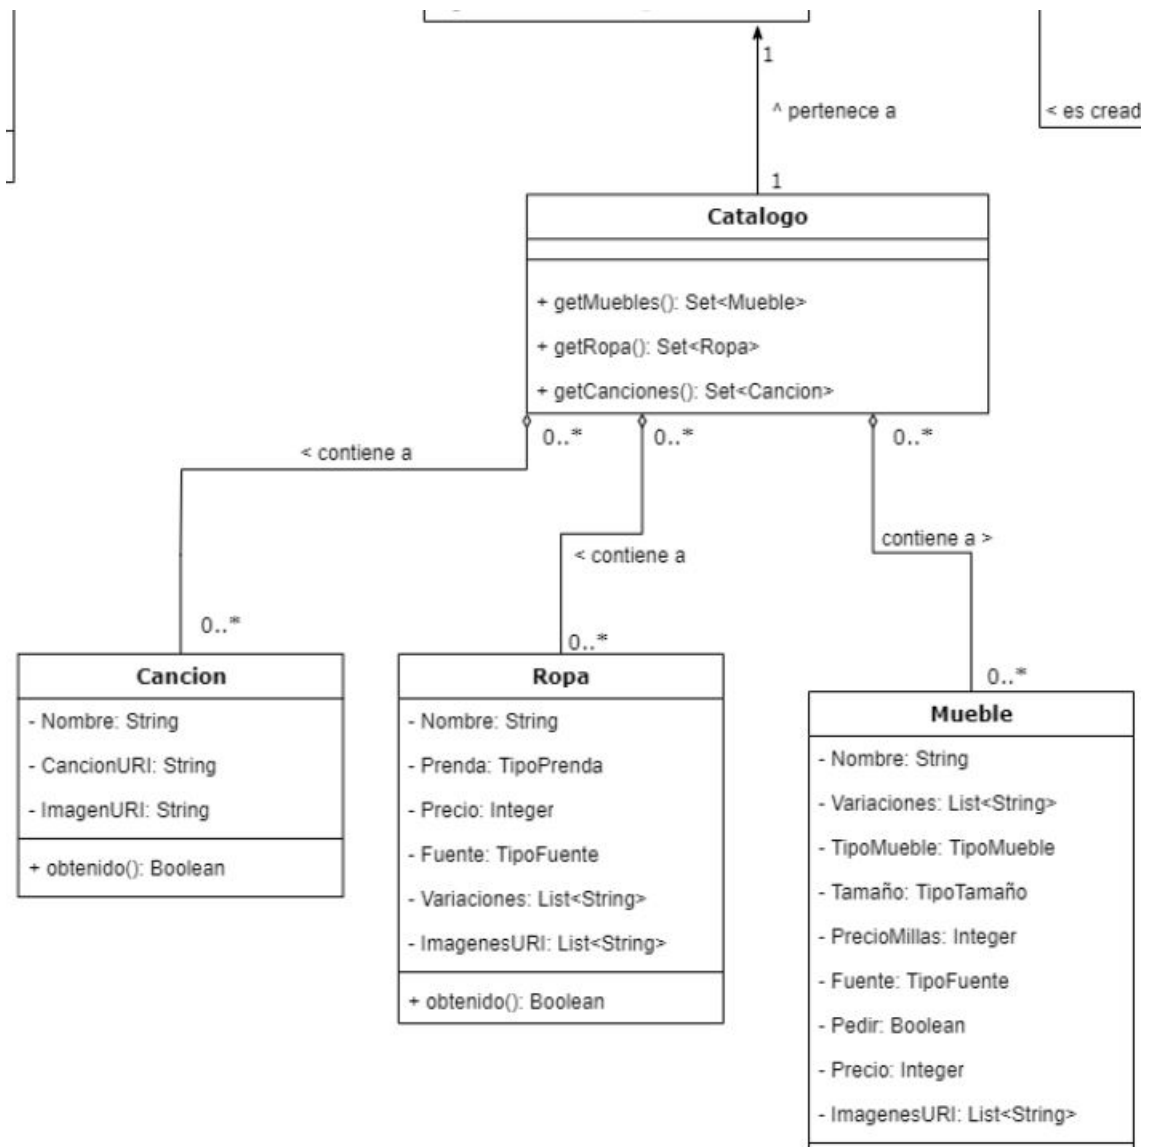 1
^ pertenece a
< es cread
1
Catalogo
+ getMuebles(): Set<Mueble>
+ getRopa(): Set<Ropa>
+ getCanciones(): Set<Cancion>
0..*
0..*
0..*
< contiene a
< contiene a
contiene a >
0..*
0..*
0..*
Cancion
- Nombre: String
- CancionURI: String
- ImagenURI: String
+ obtenido(): Boolean
Ropa
- Nombre: String
- Prenda: TipoPrenda
- Precio: Integer
- Fuente: TipoFuente
- Variaciones: List<String>
- ImagenesURI: List<String>
+ obtenido(): Boolean
Mueble
- Nombre: String
- Variaciones: List<String>
- TipoMueble: TipoMueble
- Tamaño: TipoTamaño
- PrecioMillas: Integer
- Fuente: TipoFuente
- Pedir: Boolean
- Precio: Integer
- ImagenesURI: List<String>